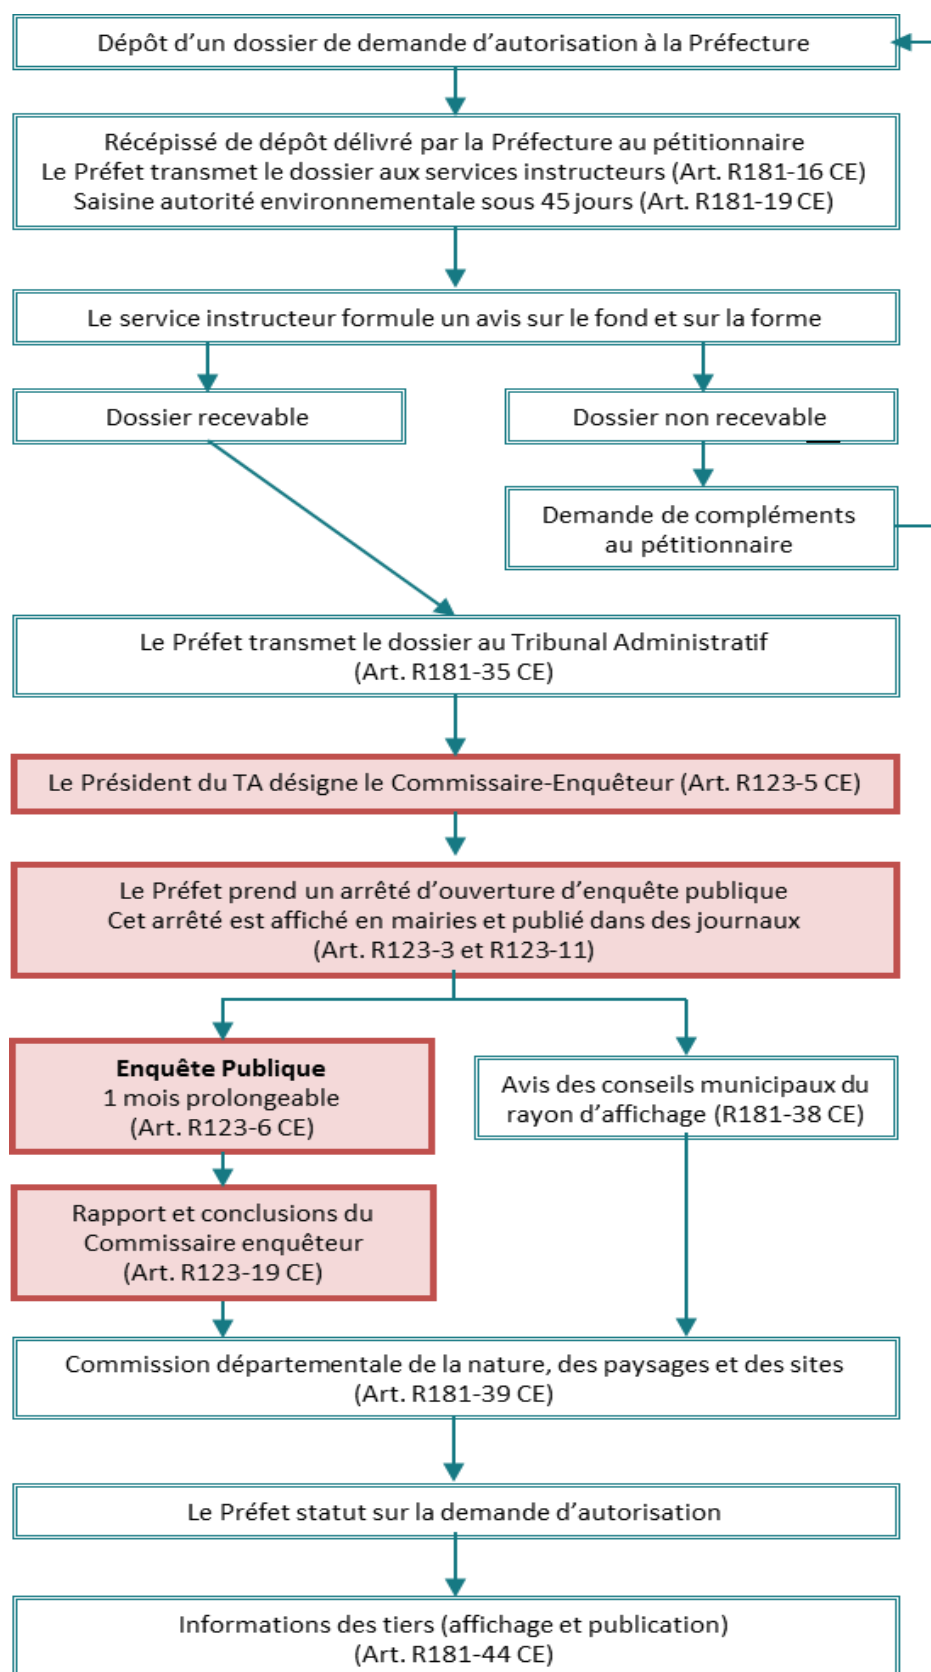 Dépôt d’un dossier de demande d’autorisation à la Préfecture
Récépissé de dépôt délivré par la Préfecture au pétitionnaire
Le Préfet transmet le dossier aux services instructeurs (Art. R181-16 CE)
Saisine autorité environnementale sous 45 jours (Art. R181-19 CE)
Le service instructeur formule un avis sur le fond et sur la forme
Dossier recevable
Dossier non recevable
Demande de compléments
au pétitionnaire
Le Préfet transmet le dossier au Tribunal Administratif
(Art. R181-35 CE)
Le Président du TA désigne le Commissaire-Enquêteur (Art. R123-5 CE)
Le Préfet prend un arrêté d’ouverture d’enquête publique
Cet arrêté est affiché en mairies et publié dans des journaux
(Art. R123-3 et R123-11)
Enquête Publique
1 mois prolongeable
(Art. R123-6 CE)
Avis des conseils municipaux du
rayon d’affichage (R181-38 CE)
Rapport et conclusions du
Commissaire enquêteur
(Art. R123-19 CE)
Commission départementale de la nature, des paysages et des sites
(Art. R181-39 CE)
Le Préfet statut sur la demande d’autorisation
Informations des tiers (affichage et publication)
(Art. R181-44 CE)